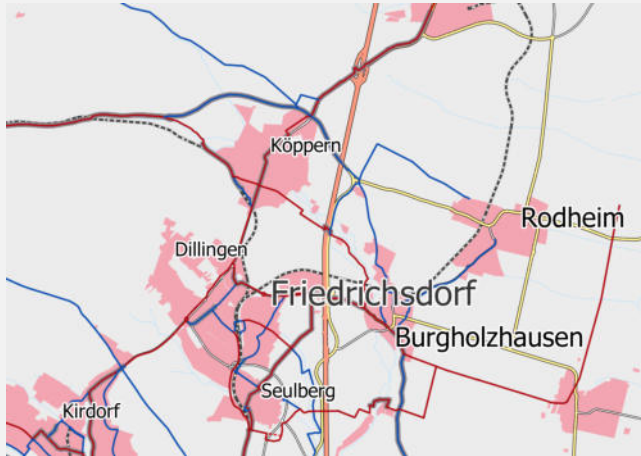 Köppern
Rodheim
Dillingen
Friedrichsdorf
Burgholzhausen
Seulberg
Kirdorf